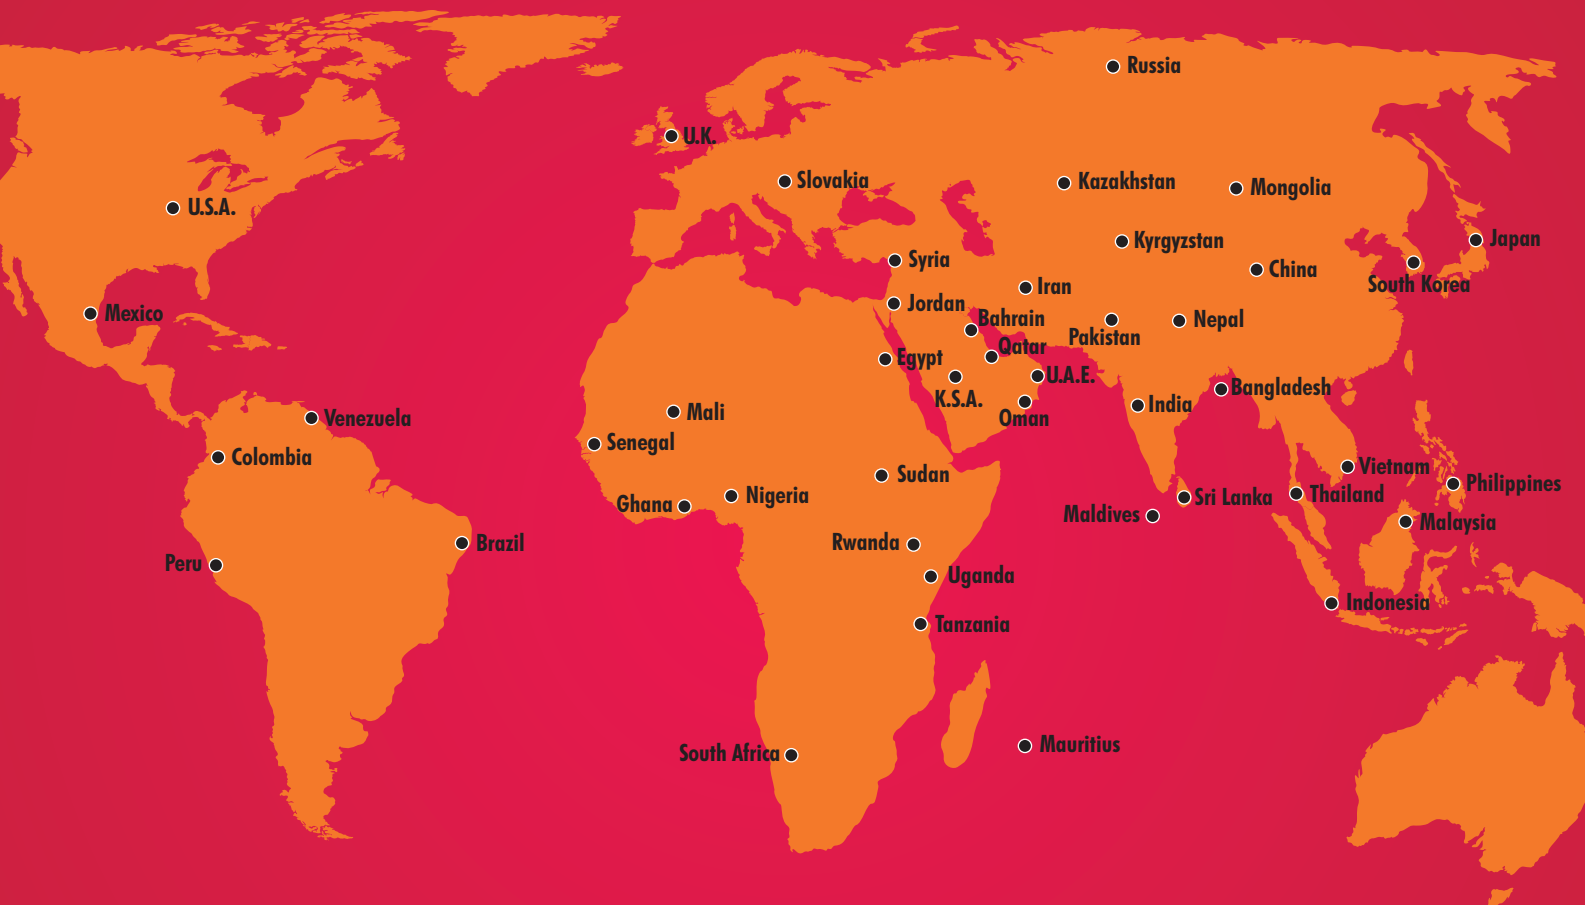 Russia
U.K.
Slovakia
Kazakhstan
Mongolia
U.S.A.
Kyrgyzstan
Japan
Syria
China
South Korea
Iran
Jordan
Mexico
Bahrain
Nepal
Pakistan
Qatar
Egypt
U.A.E.
Bangladesh
K.S.A.
India
Mali
Oman
Venezuela
Senegal
Colombia
Vietnam
Sudan
Philippines
Nigeria
Thailand
Sri Lanka
Ghana
Maldives
Malaysia
Rwanda
Brazil
Peru
Uganda
Indonesia
Tanzania
Mauritius
South Africa